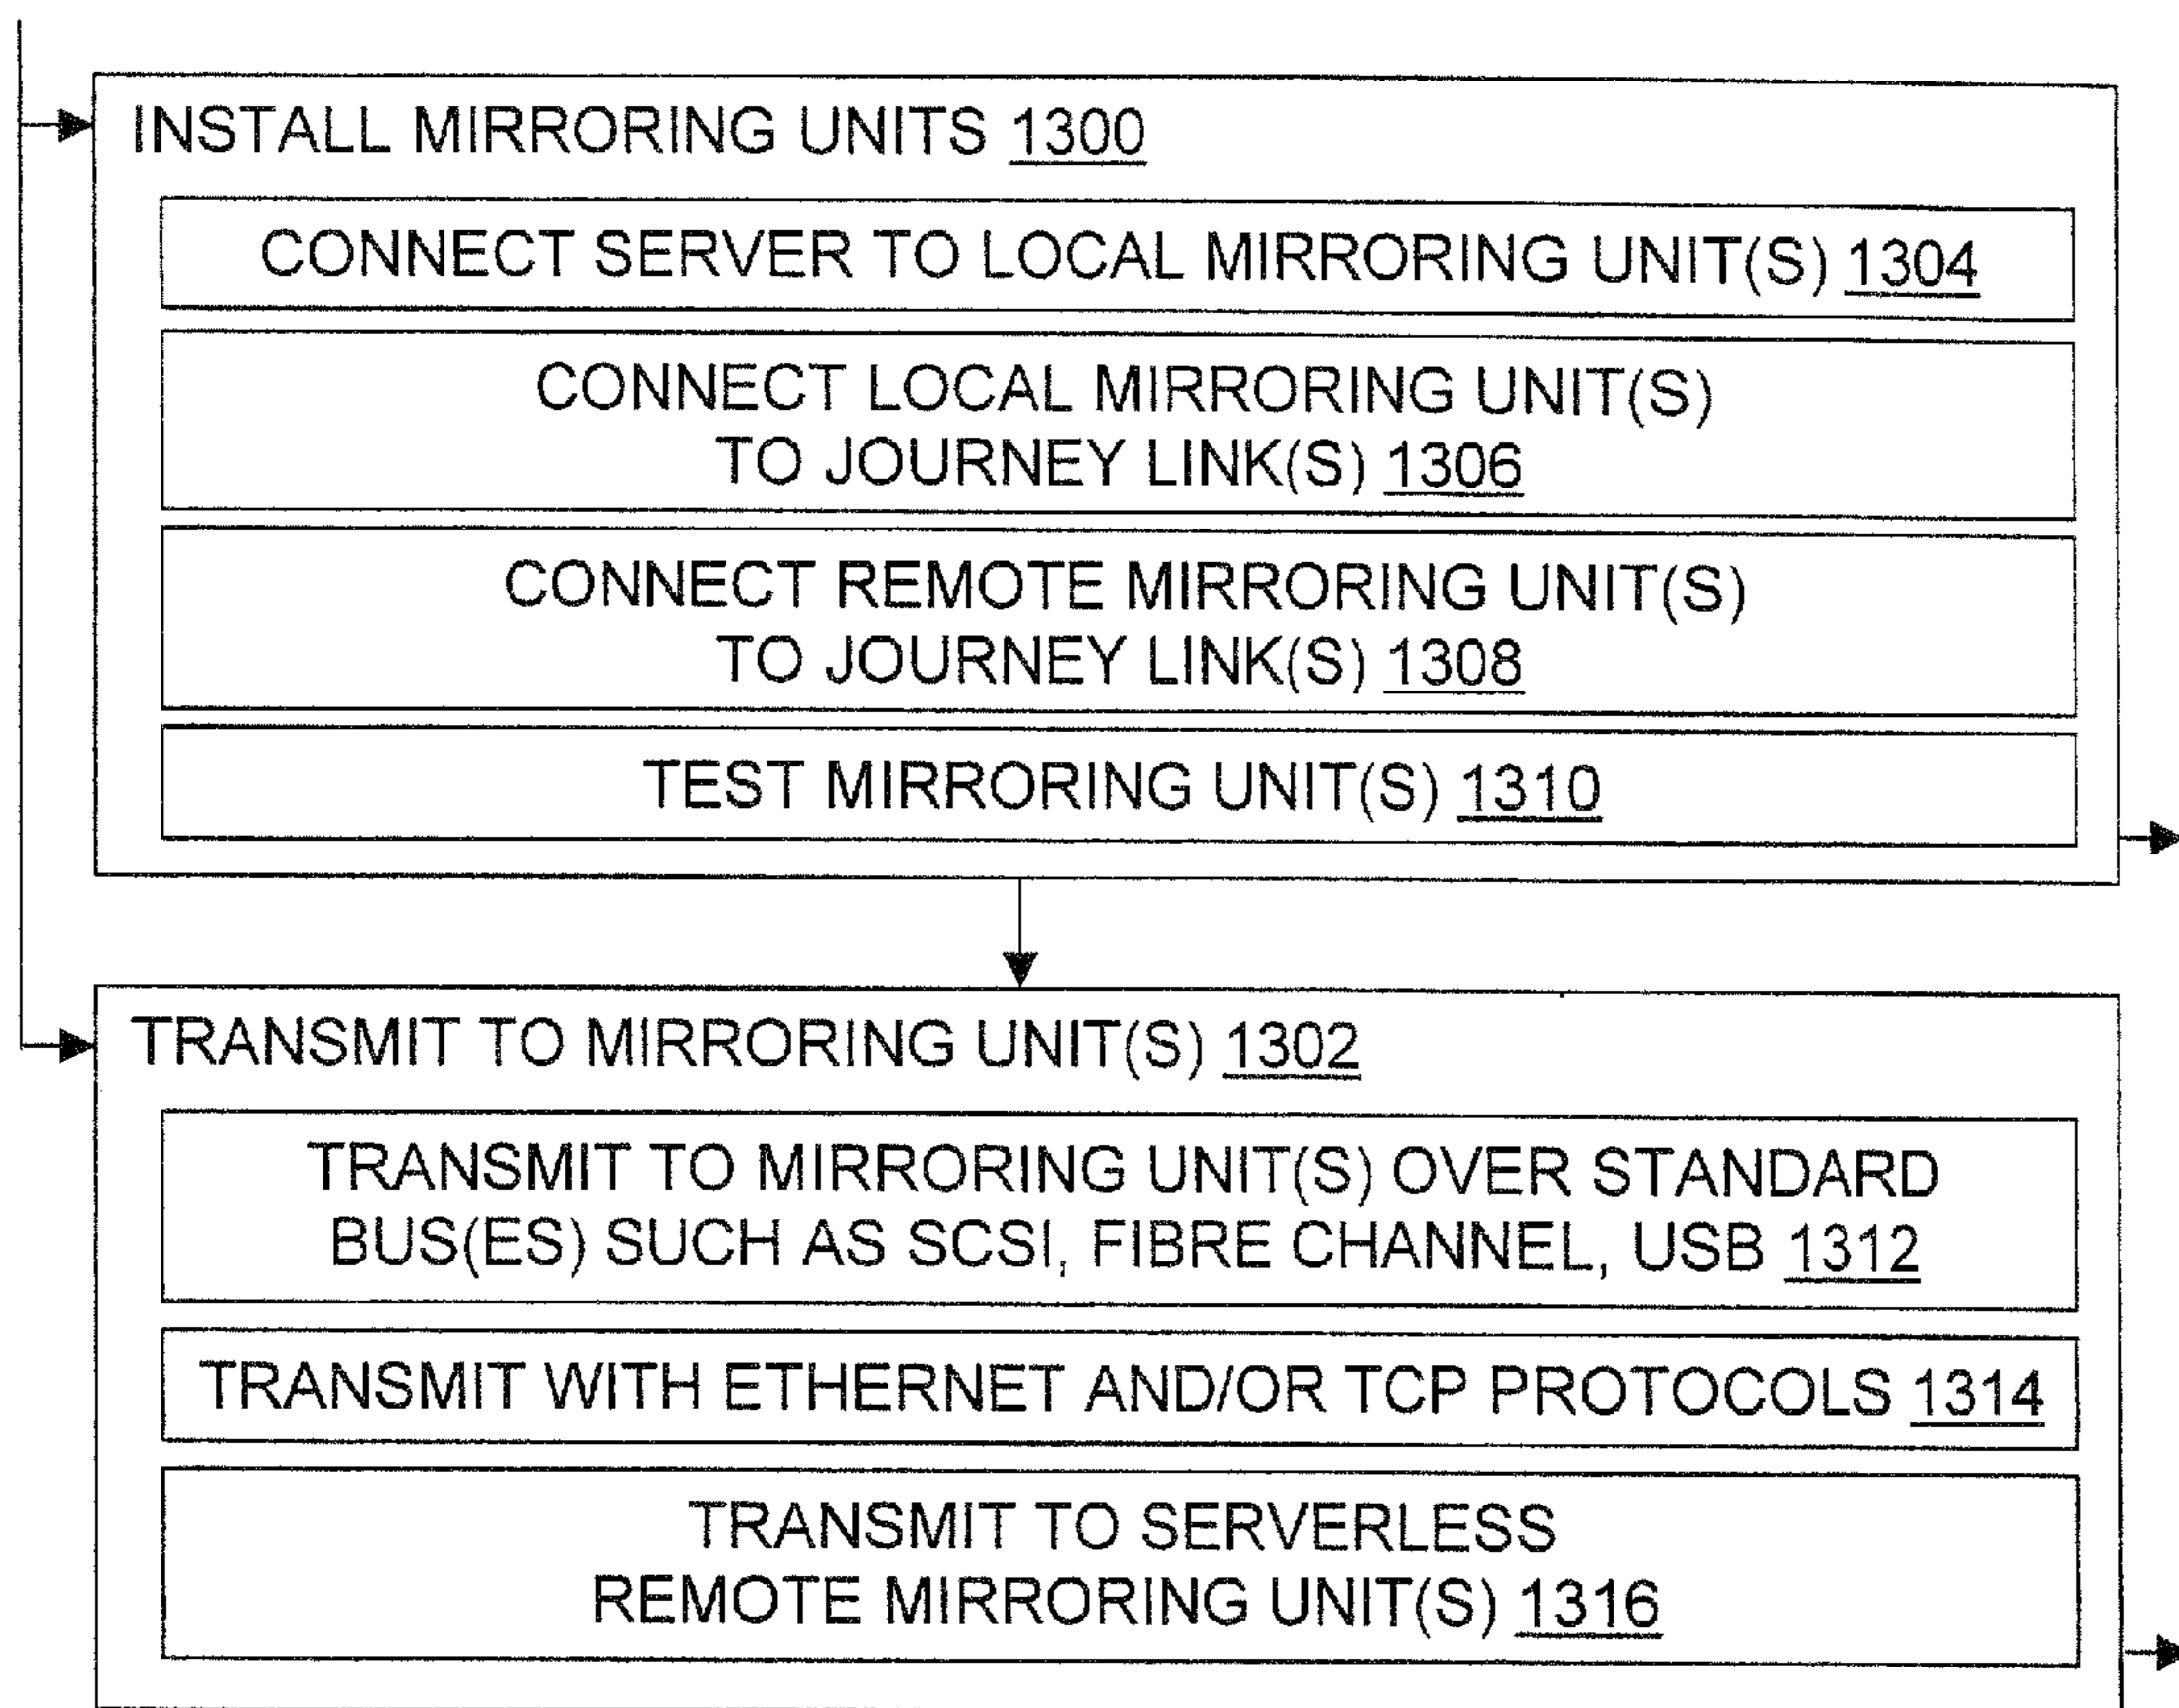 INSTALL MIRRORING UNITS 1300
CONNECT SERVER TO LOCAL MIRRORING UNIT(S) 1304
CONNECT LOCAL MIRRORING UNIT(S)
TO JOURNEY LINK(S) 1306
CONNECT REMOTE MIRRORING UNIT(S)
TO JOURNEY LINK(S) 1308
TEST MIRRORING UNIT(S) 1310
TRANSMIT TO MIRRORING UNIT(S) 1302
TRANSMIT TO MIRRORING UNIT(S) OVER STANDARD
BUS(ES) SUCH AS SCSI, FIBRE CHANNEL, USB 1312
TRANSMIT WITH ETHERNET AND/OR TCP PROTOCOLS 1314
TRANSMIT TO SERVERLESS
REMOTE MIRRORING UNIT(S) 1316